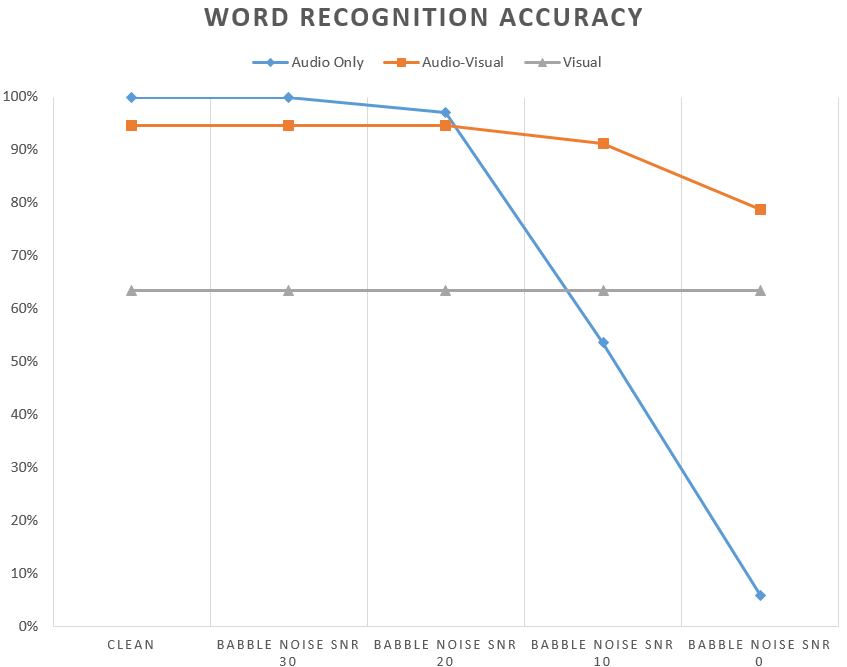 WORD RECOGNITION ACCURACY
Audio Only Audio-Visual Visual
100%
90%
80%
70%
60%
50%
40%
30%
20%
10%
0%
CLEAN BABBLE NOISE SNR BABBLE NOISE SNR BABBLE NOISE SNR BABBLE NOISE SNR
30 20 10 0